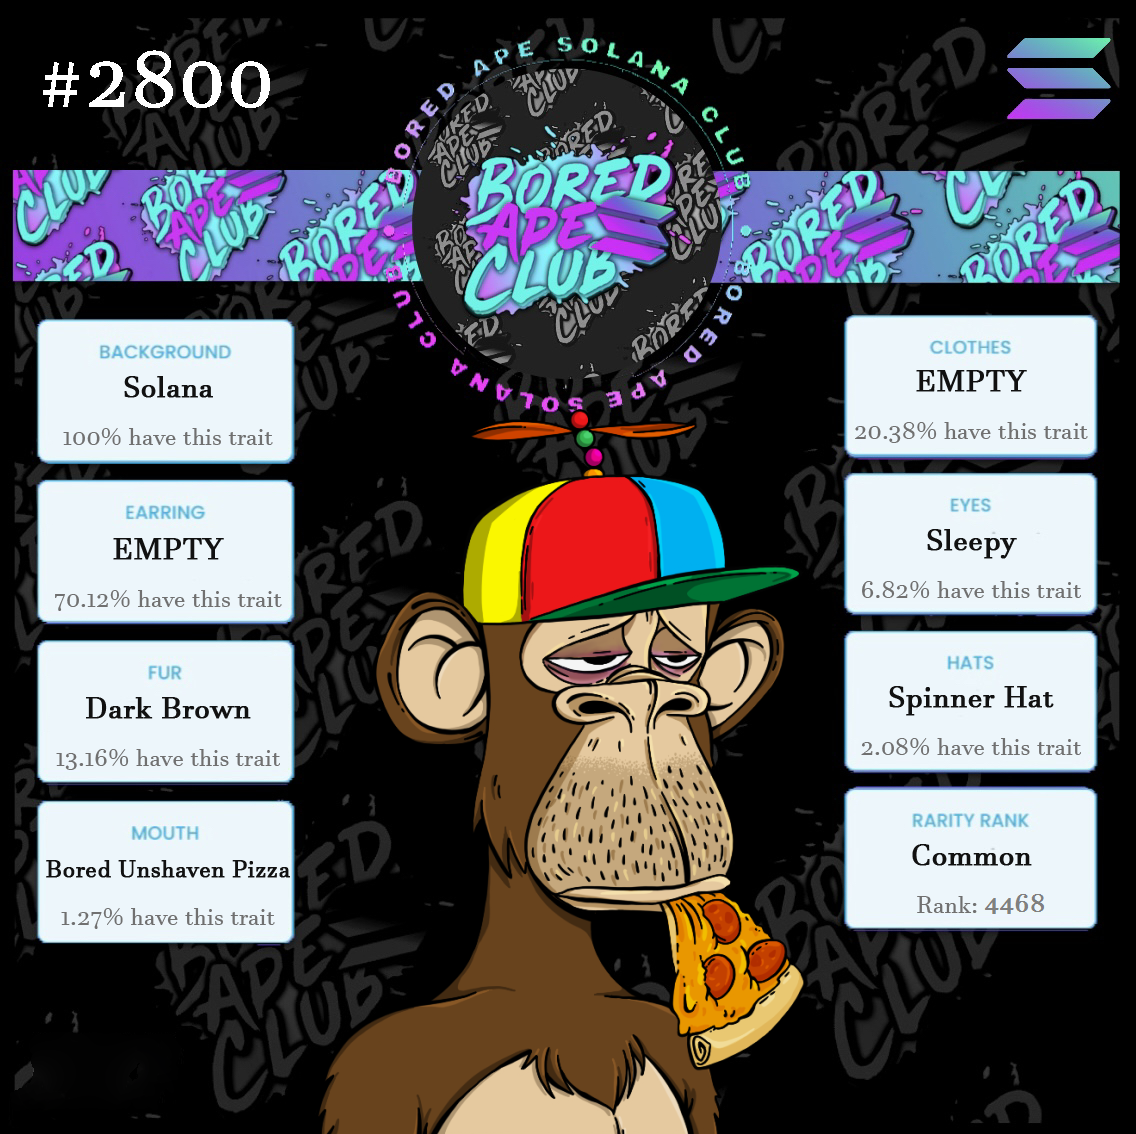 #2800
BORED APE SOLANA CLUB
BORED APE SOLANA CLUB
BORED
APE
CLUB
BACKGROUND
Solana
100% have this trait
EARRING
EMPTY
70.12% have this trait
FUR
Dark Brown
13.16% have this trait
MOUTH
Bored Unshaven Pizza
1.27% have this trait
CLOTHES
EMPTY
20.38% have this trait
EYES
Sleepy
6.82% have this trait
HATS
Spinner Hat
2.08% have this trait
RARITY RANK
Common
Rank: 4468